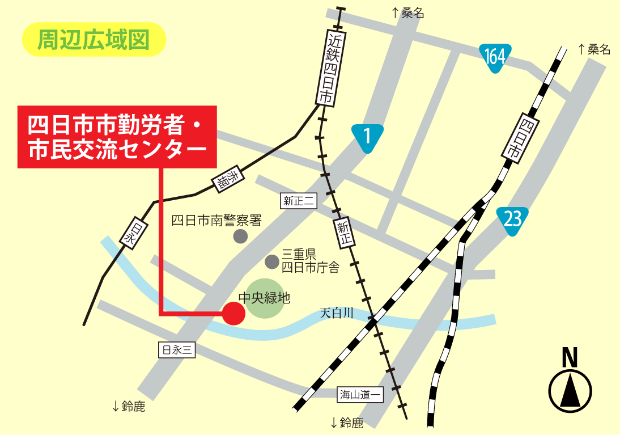 周辺広域図
↑桑名
↑桑名
近鉄四日市
164
四日市
1
四日市市勤労者・
市民交流センター
赤堀
新正二
日永
四日市南警察署
新正
23
三重県
四日市庁舎
中央緑地
天白川
日永三
海山道一
↓鈴鹿
↓鈴鹿
N